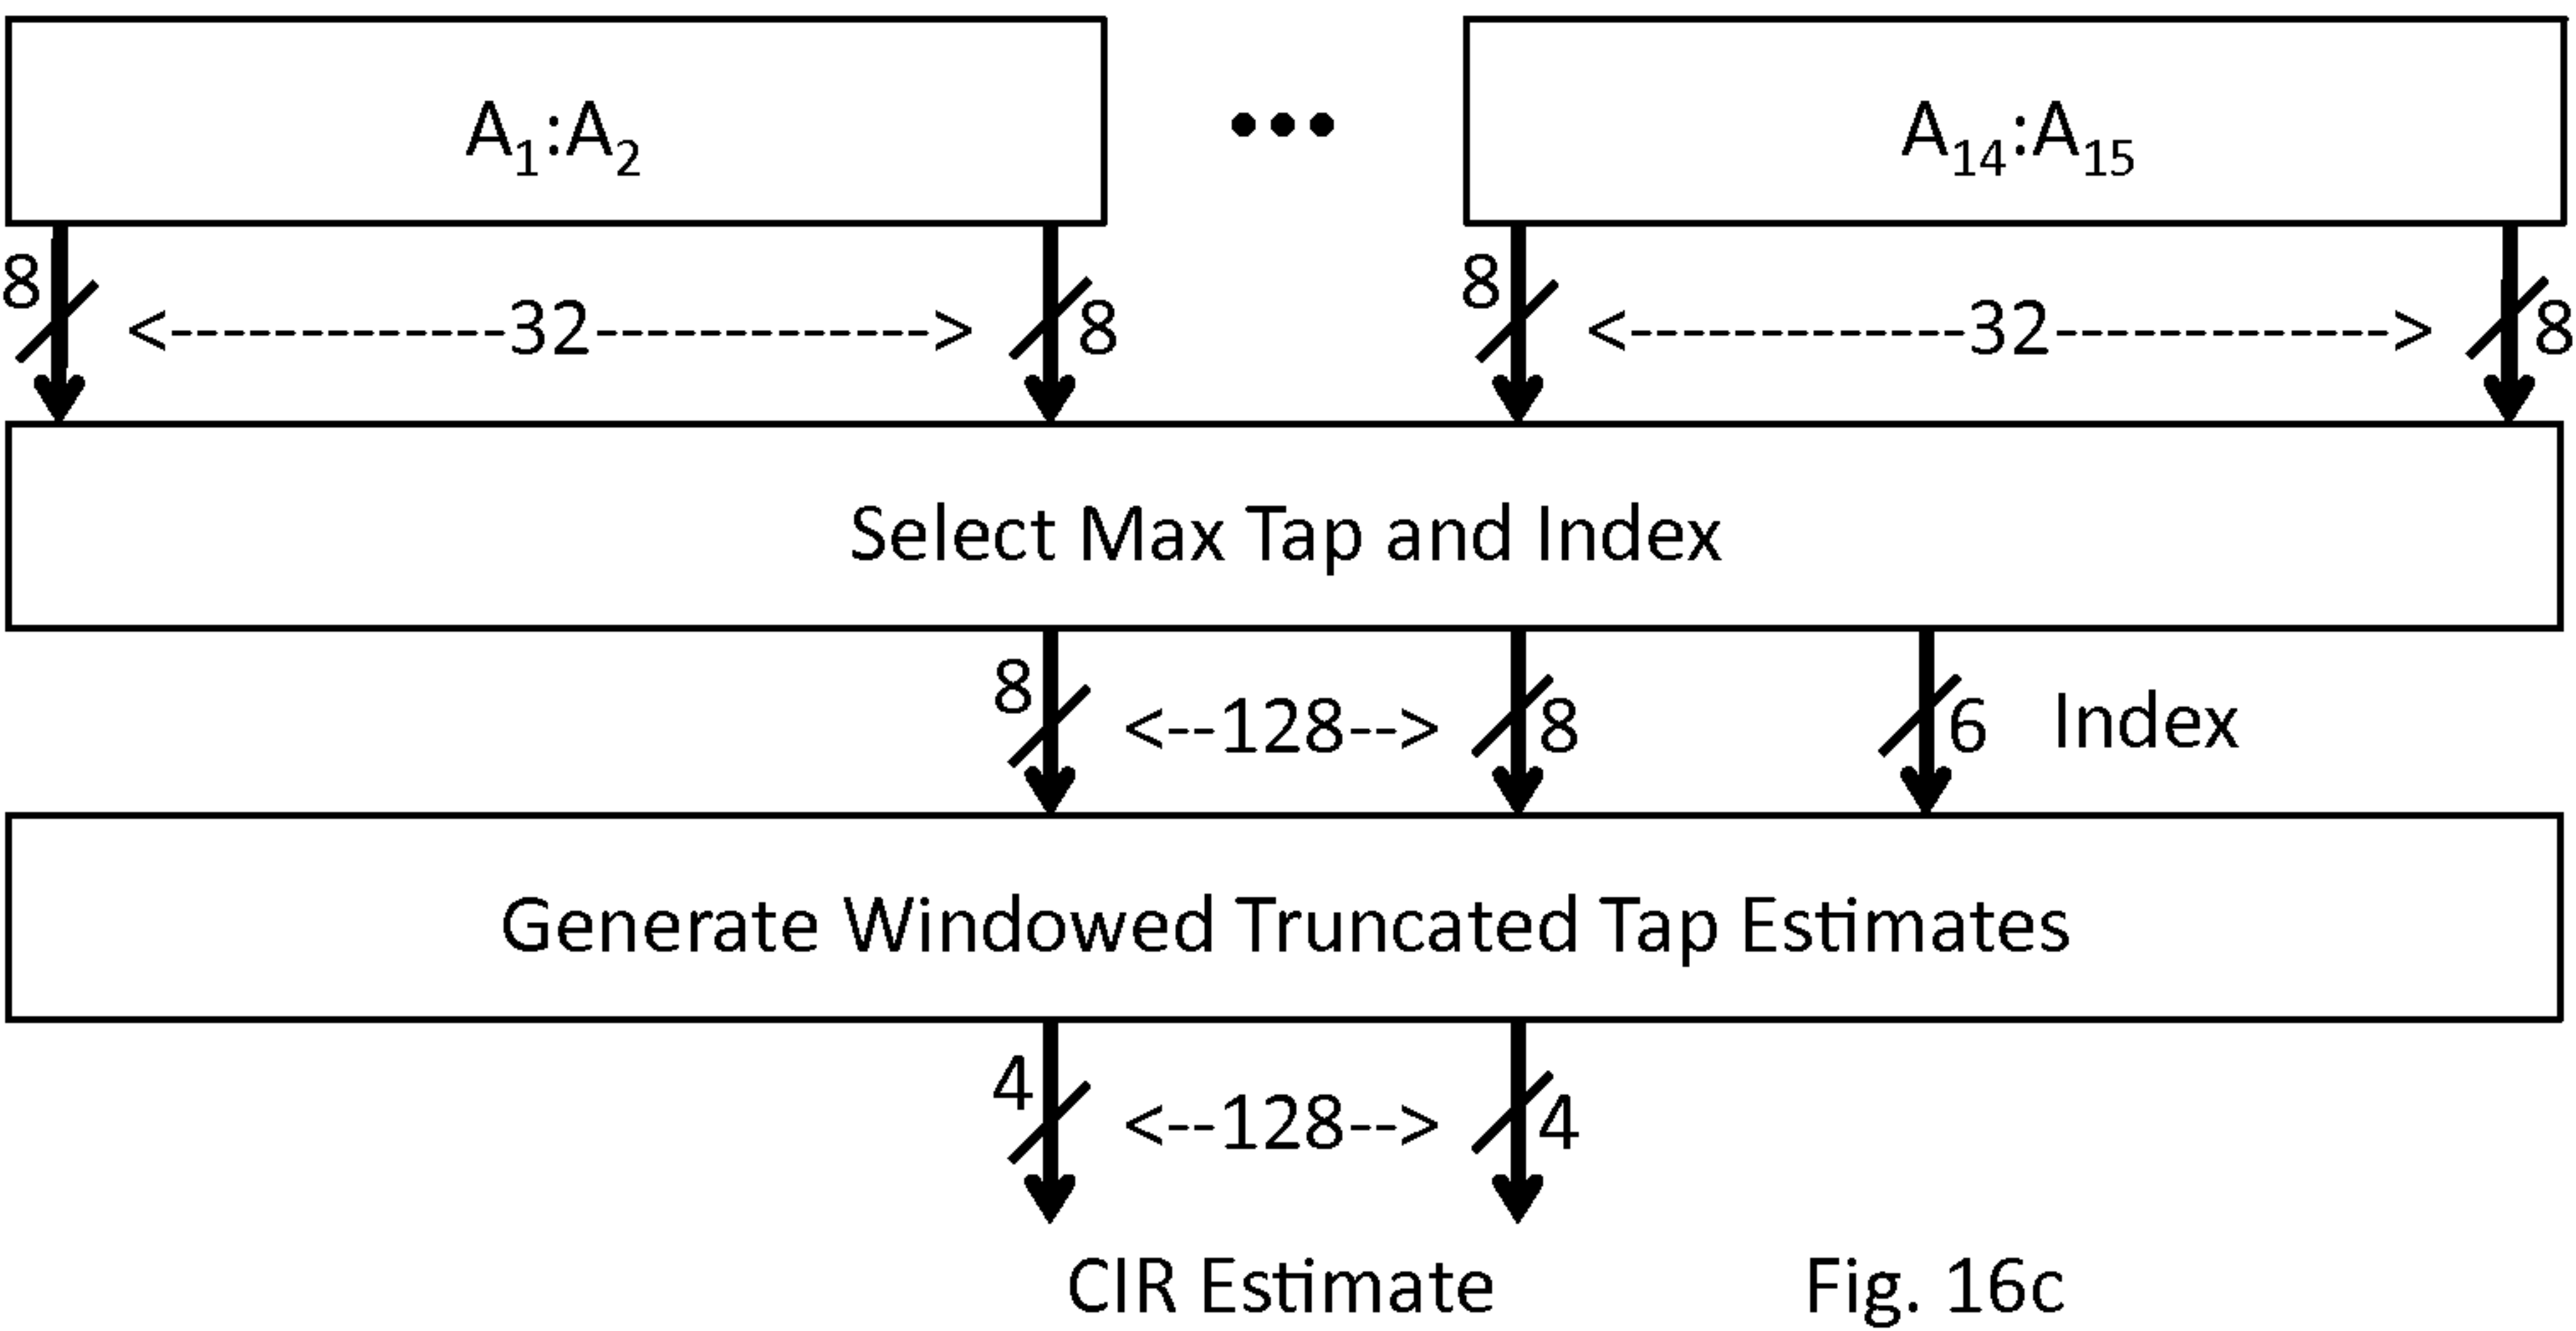 A₁:A₂ ••• A₁₄:A₁₅
8 <-------------32-------------> 8 8 <-------------32-------------> 8
Select Max Tap and Index
8 <--128--> 8 6 Index
Generate Windowed Truncated Tap Estimates
4 <--128--> 4
CIR Estimate Fig. 16c